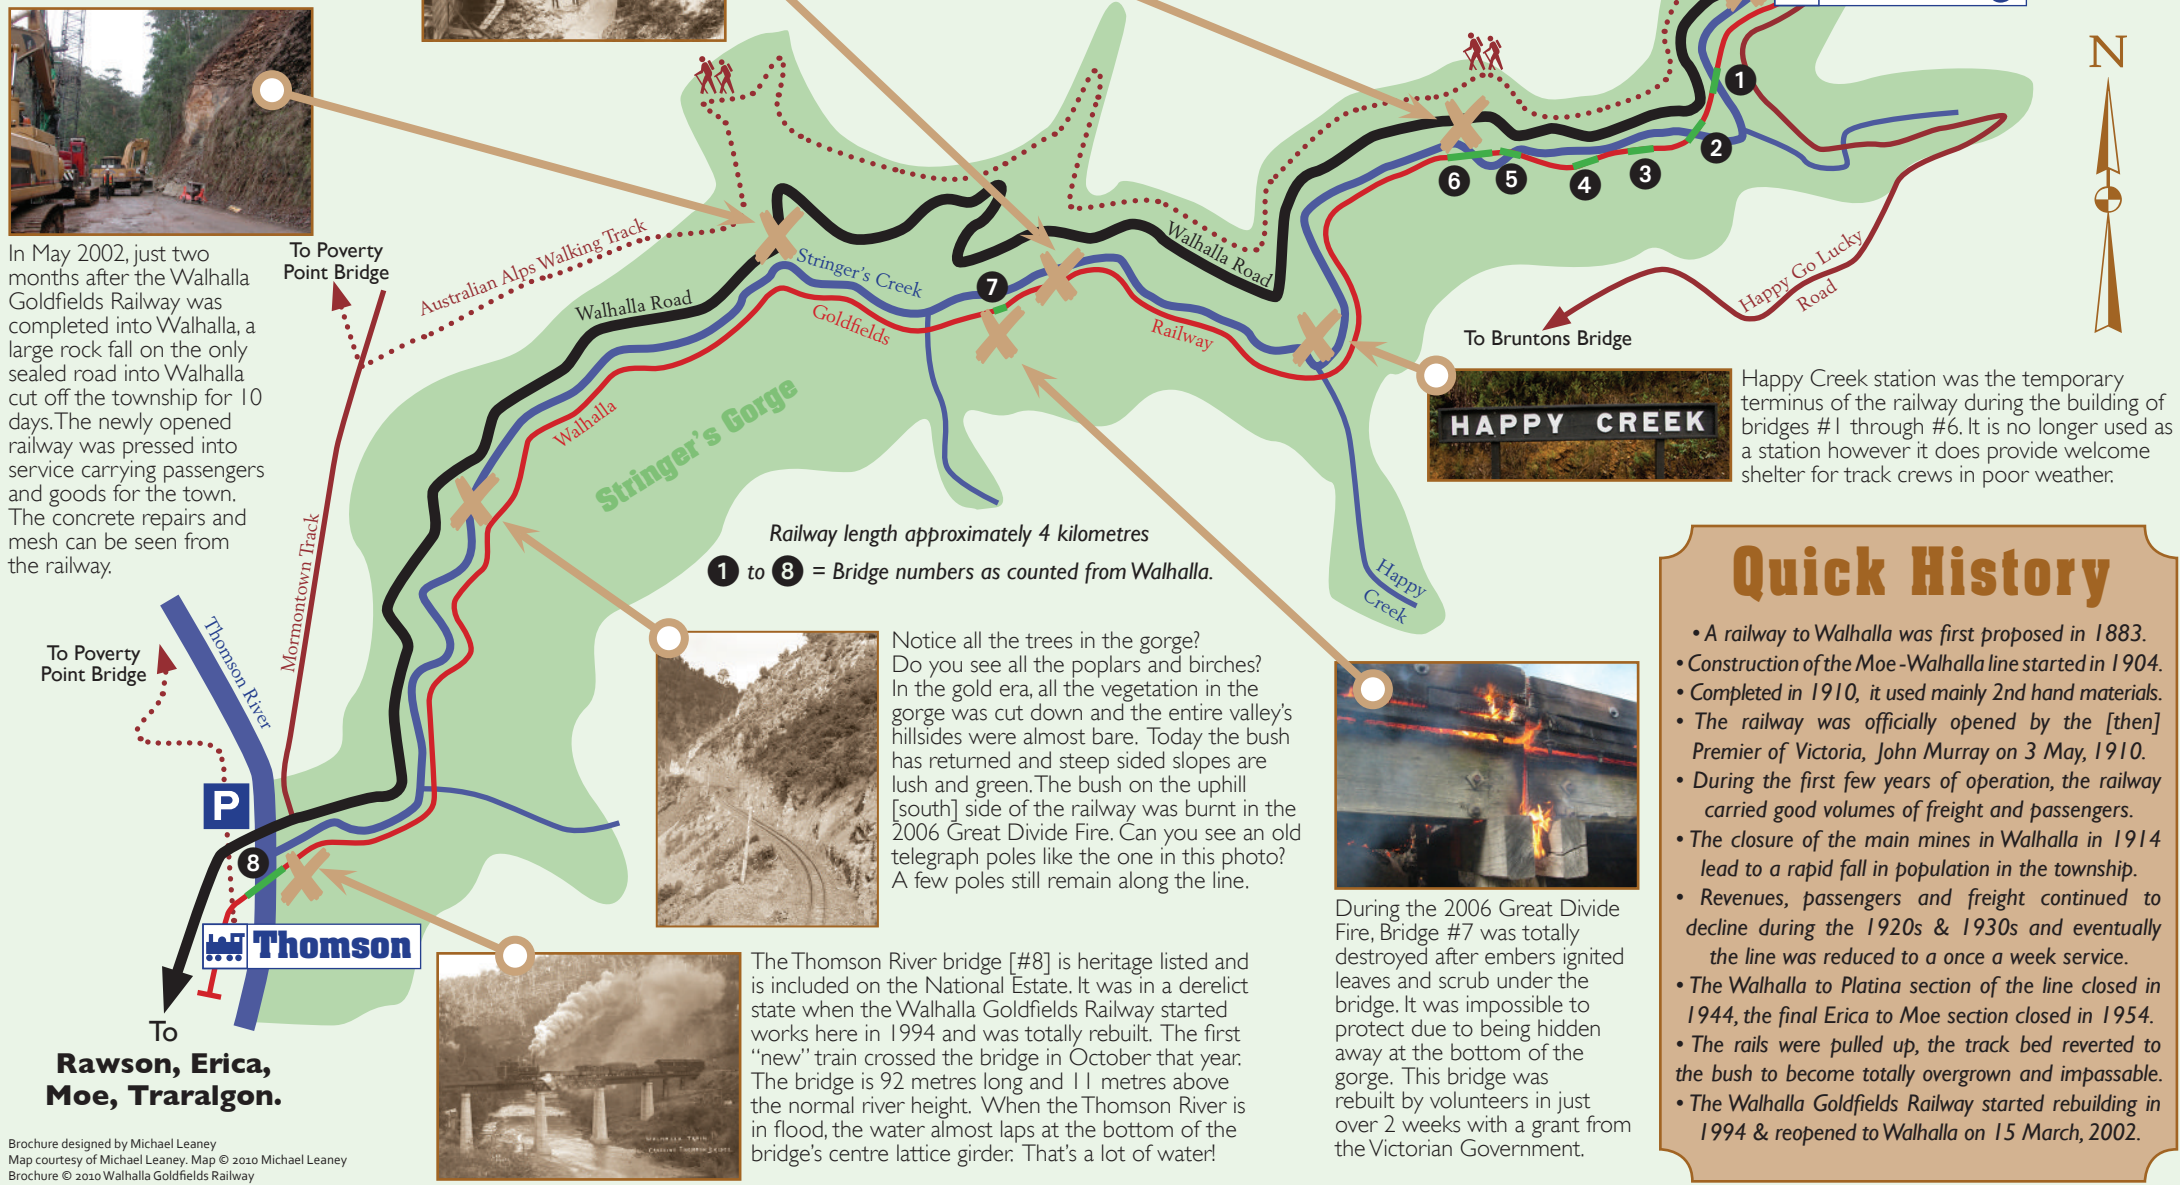 1
2
3
4
5
6
7
N
In May 2002, just two
months after the Walhalla
Goldfields Railway was
completed into Walhalla, a
large rock fall on the only
sealed road into Walhalla
cut off the township for 10
days. The newly opened
railway was pressed into
service carrying passengers
and goods for the town.
The concrete repairs and
mesh can be seen from
the railway.
To Poverty
Point Bridge
Australian Alps Walking Track
Walhalla Road
Stringer's Creek
Goldfields
Walhalla
Stringer's Gorge
Railway
Walhalla Road
Happy Go Lucky
Road
To Bruntons Bridge
HAPPY CREEK
Happy Creek station was the temporary
terminus of the railway during the building of
bridges #1 through #6. It is no longer used as
a station however it does provide welcome
shelter for track crews in poor weather.
Railway length approximately 4 kilometres
1 to 8 = Bridge numbers as counted from Walhalla.
Happy
Creek
Mormontown Track
Thomson River
To Poverty
Point Bridge
P
8
Thomson
To
Rawson, Erica,
Moe, Traralgon.
Notice all the trees in the gorge?
Do you see all the poplars and birches?
In the gold era, all the vegetation in the
gorge was cut down and the entire valley's
hillsides were almost bare. Today the bush
has returned and steep sided slopes are
lush and green. The bush on the uphill
[south] side of the railway was burnt in the
2006 Great Divide Fire. Can you see an old
telegraph poles like the one in this photo?
A few poles still remain along the line.
WALHALLA TRAIN
CROSSING THOMSON BRIDGE
The Thomson River bridge [#8] is heritage listed and
is included on the National Estate. It was in a derelict
state when the Walhalla Goldfields Railway started
works here in 1994 and was totally rebuilt. The first
“new” train crossed the bridge in October that year.
The bridge is 92 metres long and 11 metres above
the normal river height. When the Thomson River is
in flood, the water almost laps at the bottom of the
bridge's centre lattice girder. That's a lot of water!
During the 2006 Great Divide
Fire, Bridge #7 was totally
destroyed after embers ignited
leaves and scrub under the
bridge. It was impossible to
protect due to being hidden
away at the bottom of the
gorge. This bridge was
rebuilt by volunteers in just
over 2 weeks with a grant from
the Victorian Government.
Quick History
• A railway to Walhalla was first proposed in 1883.
• Construction of the Moe -Walhalla line started in 1904.
• Completed in 1910, it used mainly 2nd hand materials.
• The railway was officially opened by the [then]
Premier of Victoria, John Murray on 3 May, 1910.
• During the first few years of operation, the railway
carried good volumes of freight and passengers.
• The closure of the main mines in Walhalla in 1914
lead to a rapid fall in population in the township.
• Revenues, passengers and freight continued to
decline during the 1920s & 1930s and eventually
the line was reduced to a once a week service.
• The Walhalla to Platina section of the line closed in
1944, the final Erica to Moe section closed in 1954.
• The rails were pulled up, the track bed reverted to
the bush to become totally overgrown and impassable.
• The Walhalla Goldfields Railway started rebuilding in
1994 & reopened to Walhalla on 15 March, 2002.
Brochure designed by Michael Leaney
Map courtesy of Michael Leaney. Map © 2010 Michael Leaney
Brochure © 2010 Walhalla Goldfields Railway